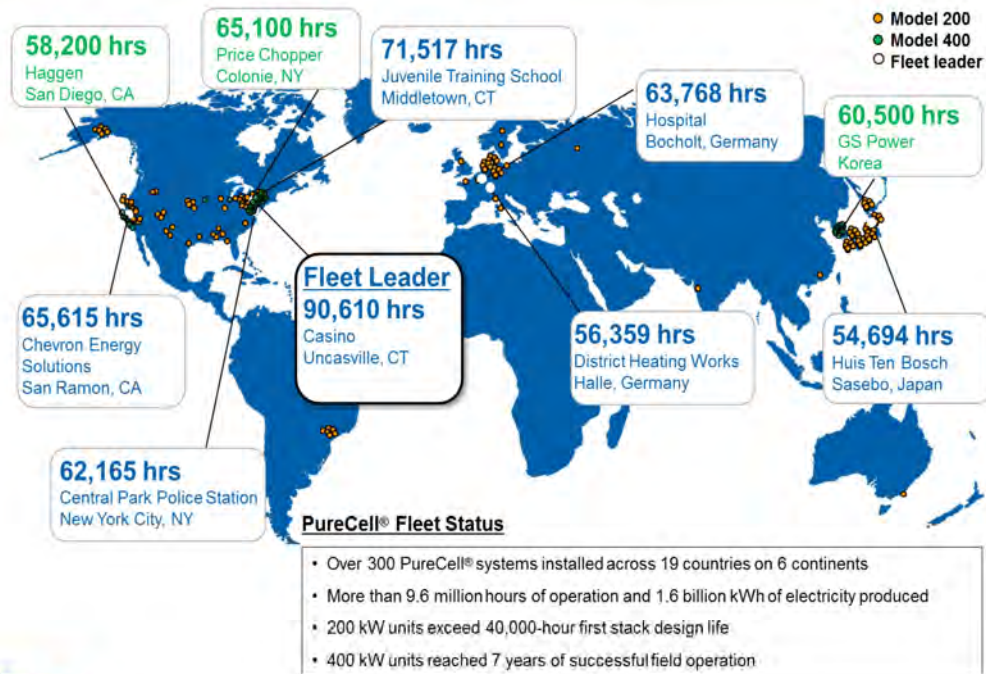 Model 200
Model 400
Fleet leader
58,200 hrs
Haggen
San Diego, CA
65,100 hrs
Price Chopper
Colonie, NY
71,517 hrs
Juvenile Training School
Middletown, CT
63,768 hrs
Hospital
Bocholt, Germany
60,500 hrs
GS Power
Korea
65,615 hrs
Chevron Energy
Solutions
San Ramon, CA
Fleet Leader
90,610 hrs
Casino
Uncasville, CT
56,359 hrs
District Heating Works
Halle, Germany
54,694 hrs
Huis Ten Bosch
Sasebo, Japan
62,165 hrs
Central Park Police Station
New York City, NY
PureCell® Fleet Status
• Over 300 PureCell® systems installed across 19 countries on 6 continents
• More than 9.6 million hours of operation and 1.6 billion kWh of electricity produced
• 200 kW units exceed 40,000-hour first stack design life
• 400 kW units reached 7 years of successful field operation